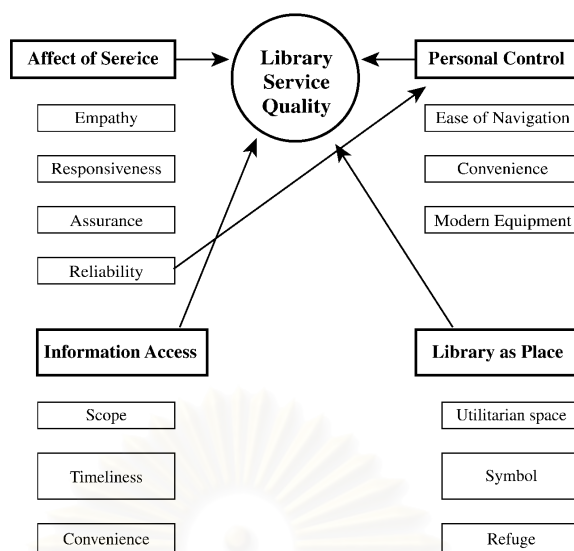 Library
Service
Quality
Affect of Sereice
Empathy
Responsiveness
Assurance
Reliability
Personal Control
Ease of Navigation
Convenience
Modern Equipment
Information Access
Scope
Timeliness
Convenience
Library as Place
Utilitarian space
Symbol
Refuge